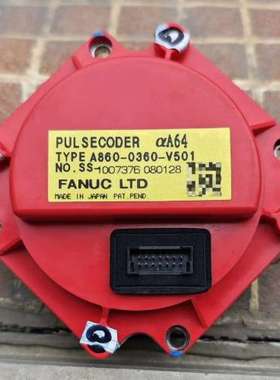 PULSECODER αA64
TYPE A860-0360-V501
NO. SS-1007376 080128
FANUC LTD
MADE IN JAPAN PAT. PEND.